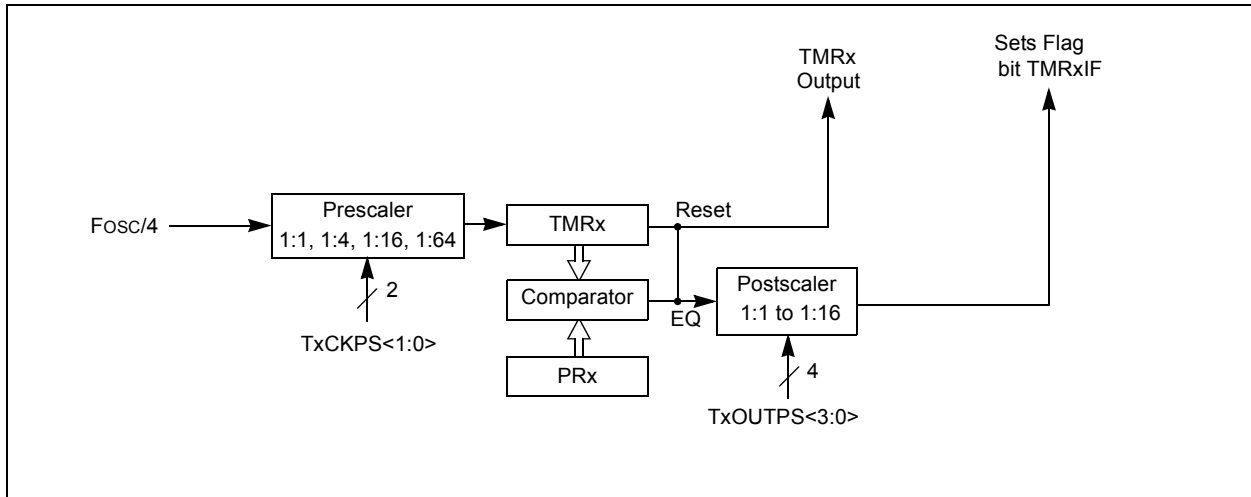 TMRx
Output
Sets Flag
bit TMRxIF
Fosc/4
Prescaler
1:1, 1:4, 1:16, 1:64
2
TxCKPS<1:0>
TMRx
Reset
Comparator
EQ
PRx
Postscaler
1:1 to 1:16
4
TxOUTPS<3:0>